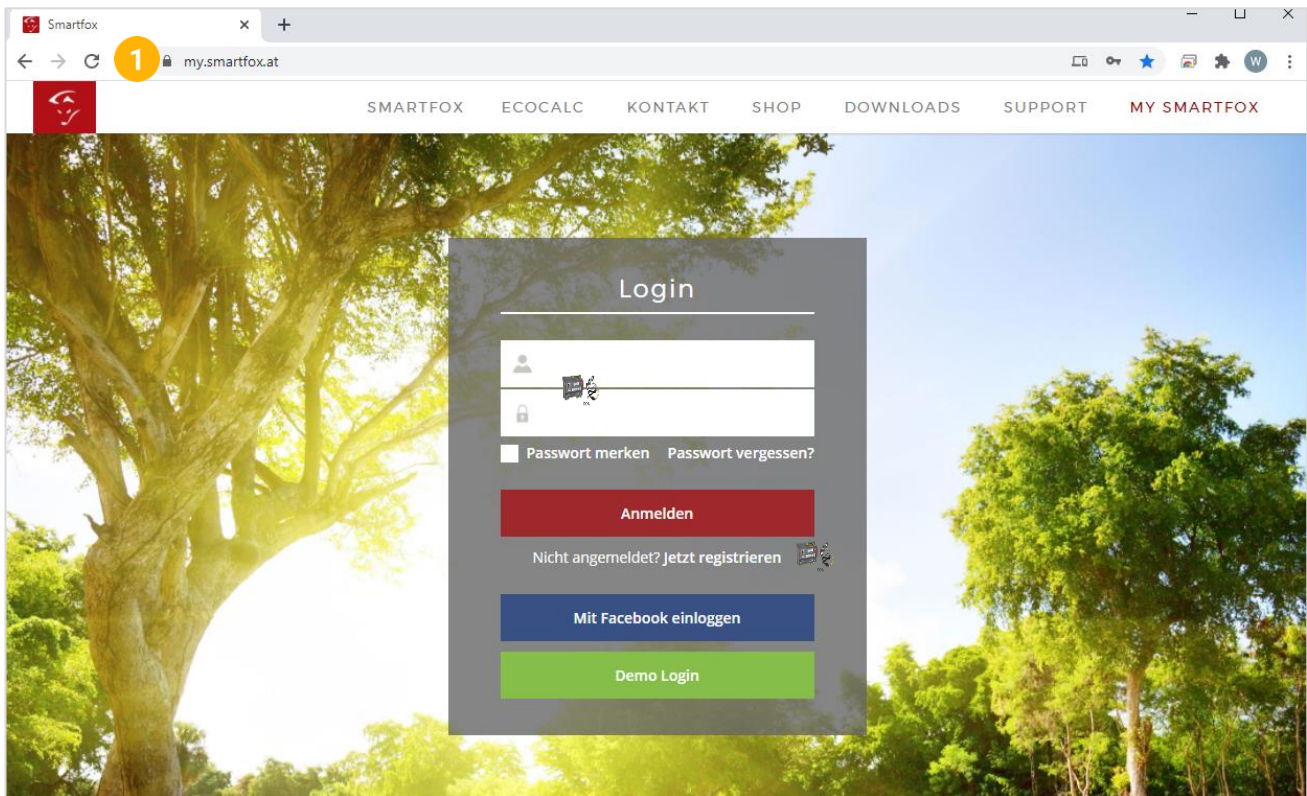 Smartfox
1 my.smartfox.at
W
SMARTFOX ECOCALC KONTAKT SHOP DOWNLOADS SUPPORT MY SMARTFOX
Login
Passwort merken Passwort vergessen?
Anmelden
Nicht angemeldet? Jetzt registrieren
Mit Facebook einloggen
Demo Login